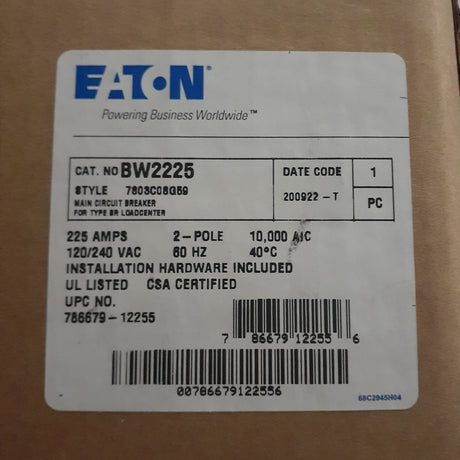 EATON
Powering Business Worldwide™
CAT. NO BW2225
STYLE 7803C08G59
MAIN CIRCUIT BREAKER
FOR TYPE BR LOADCENTER
DATE CODE
200922-T
1
PC
225 AMPS 2-POLE 10,000 AIC
120/240 VAC 60 HZ 40°C
INSTALLATION HARDWARE INCLUDED
UL LISTED CSA CERTIFIED
UPC NO.
786679-12255
7 86679 12255 6
00786679122556
68C2945H04